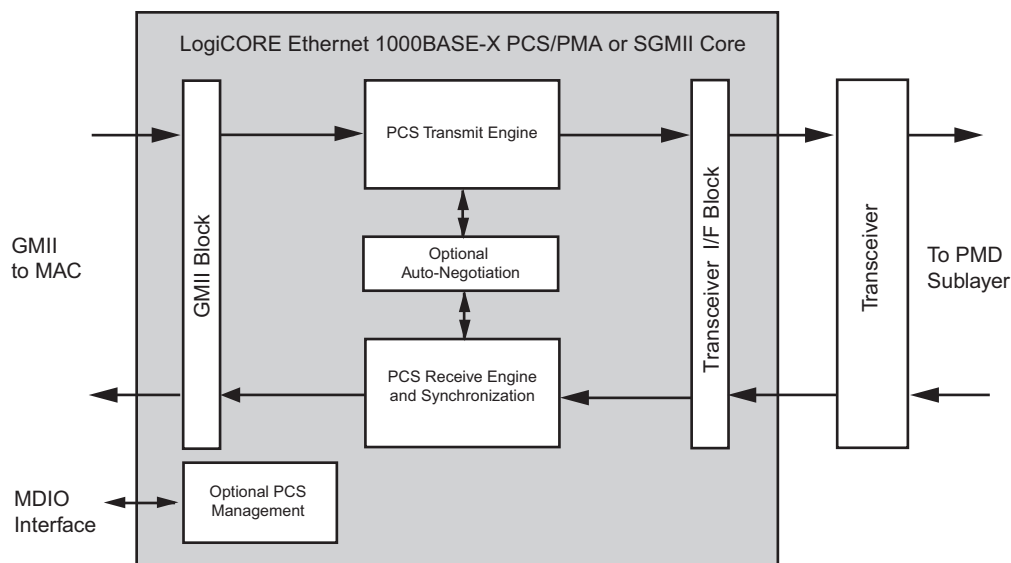 LogiCORE Ethernet 1000BASE-X PCS/PMA or SGMII Core
GMII
to MAC
GMII Block
PCS Transmit Engine
Optional
Auto-Negotiation
PCS Receive Engine
and Synchronization
Transceiver I/F Block
Transceiver
To PMD
Sublayer
MDIO
Interface
Optional PCS
Management